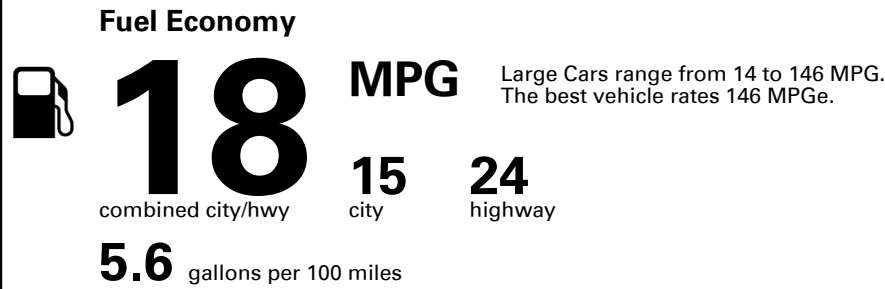 Fuel Economy
18 MPG
Large Cars range from 14 to 146 MPG.
The best vehicle rates 146 MPGe.
15 24
combined city/hwy city highway
5.6 gallons per 100 miles